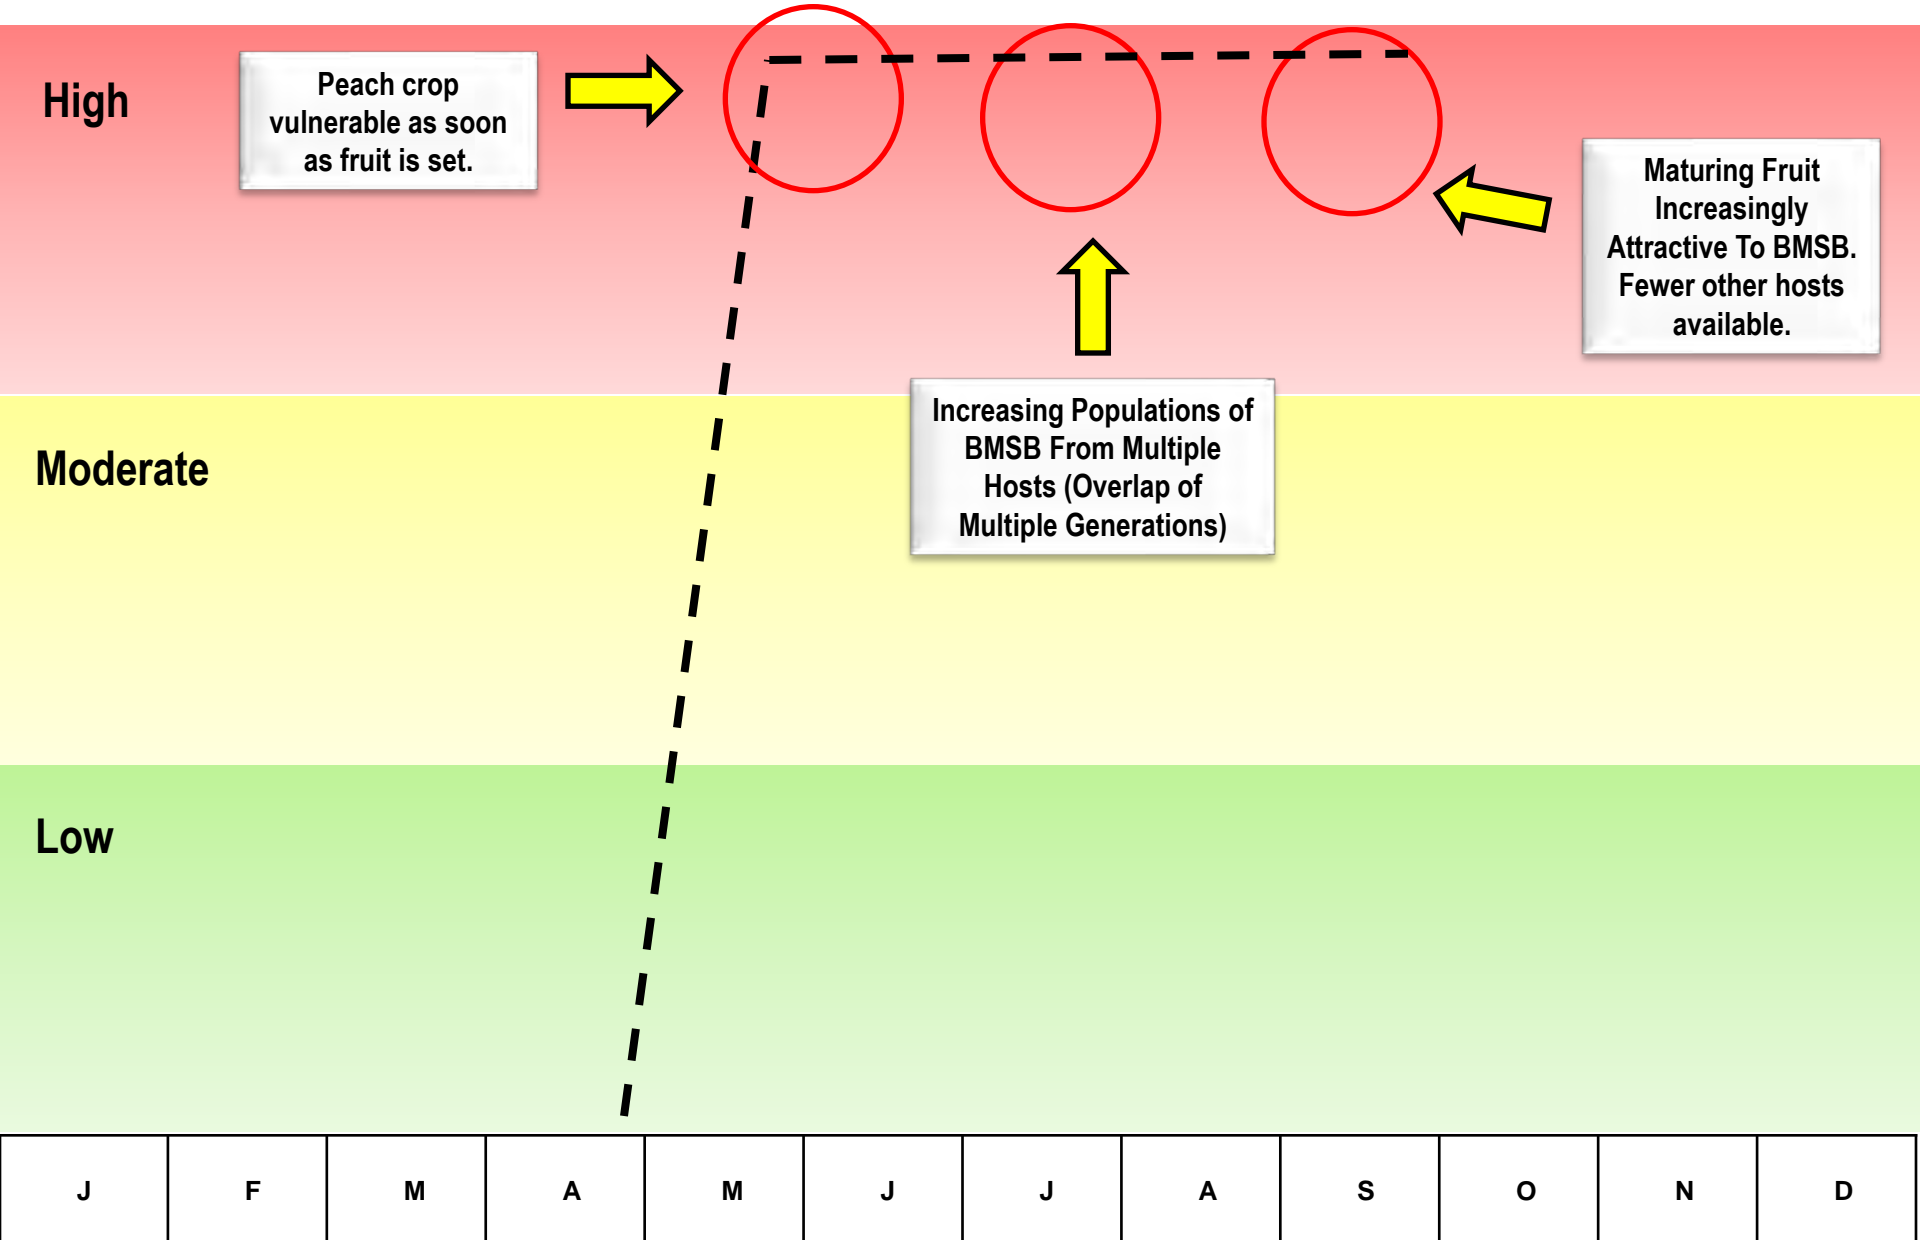 High
Peach crop
vulnerable as soon
as fruit is set.
Maturing Fruit
Increasingly
Attractive To BMSB.
Fewer other hosts
available.
Increasing Populations of
BMSB From Multiple
Hosts (Overlap of
Multiple Generations)
Moderate
Low
J F M A M J J A S O N D